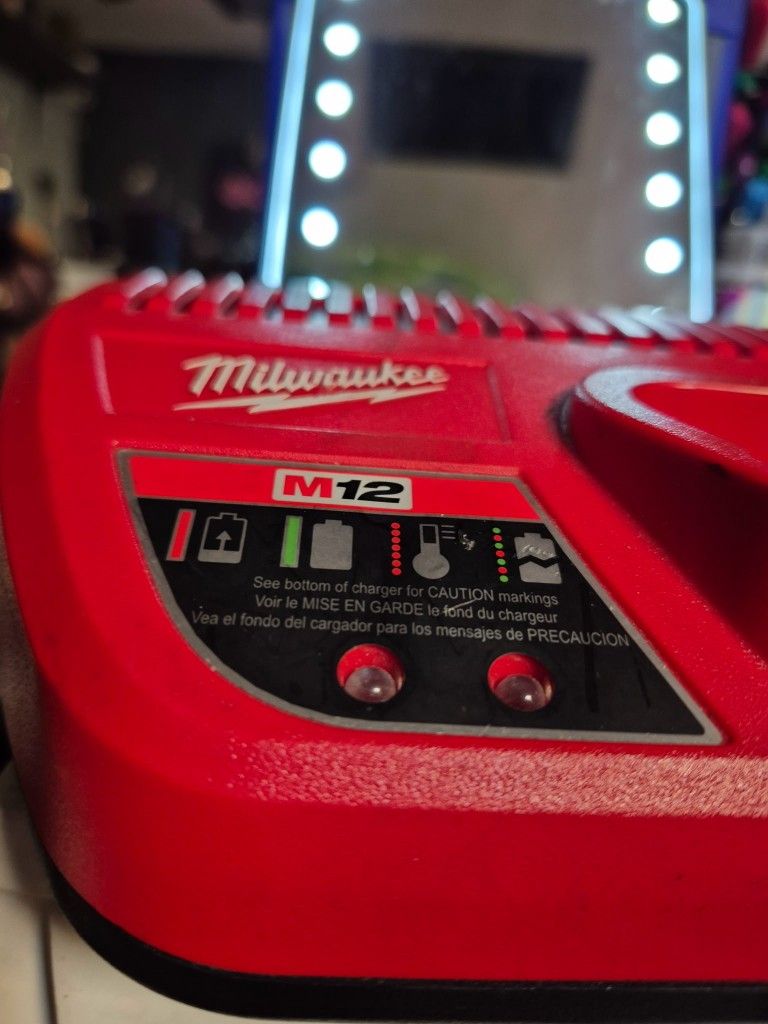 Milwaukee
M12
See bottom of charger for CAUTION markings
Voir le MISE EN GARDE le fond du chargeur
Vea el fondo del cargador para los mensajes de PRECAUCION